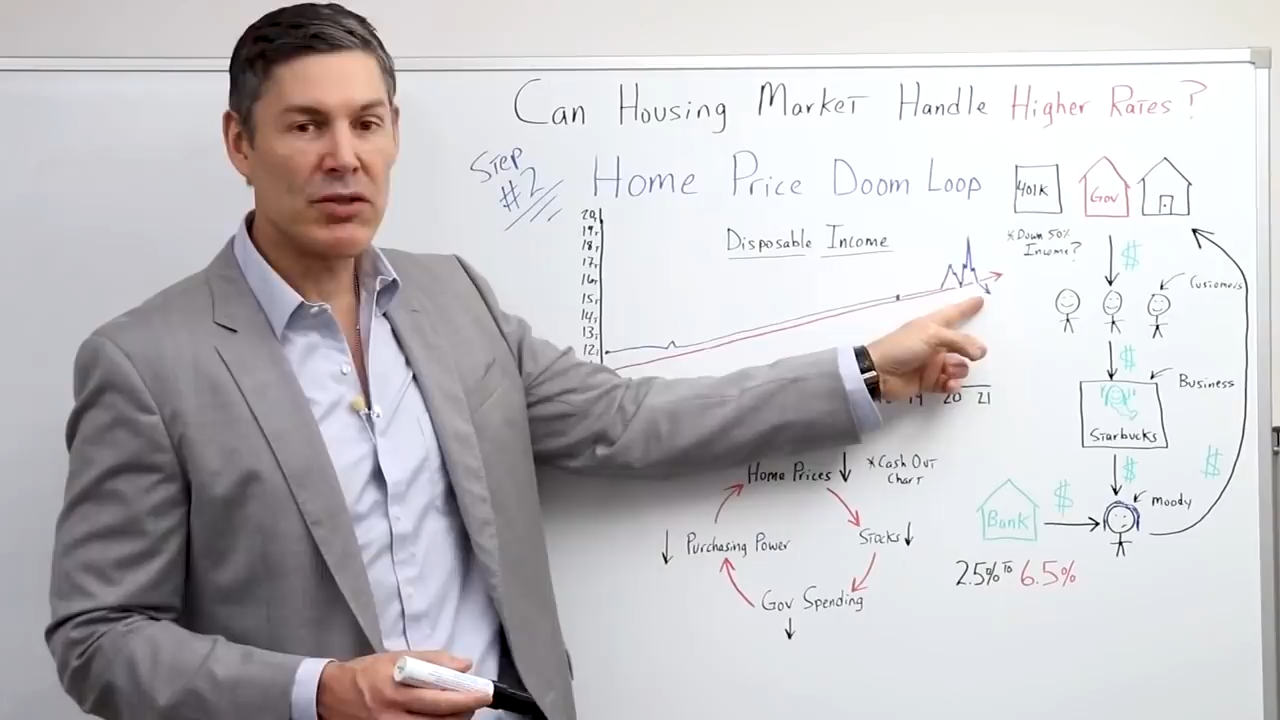 Can Housing Market Handle Higher Rates?
Step
#2
Home Price Doom Loop
401K
Gov
20T
19T
18T
17T
16T
15T
14T
13T
12T
Disposable Income
*Down 50%
Income?
$
Customers
$
Business
Starbucks
19
20
21
Home Prices
*Cash Out
Chart
Stocks
Gov Spending
Purchasing Power
$
$
moody
Bank
$
2.5% To 6.5%